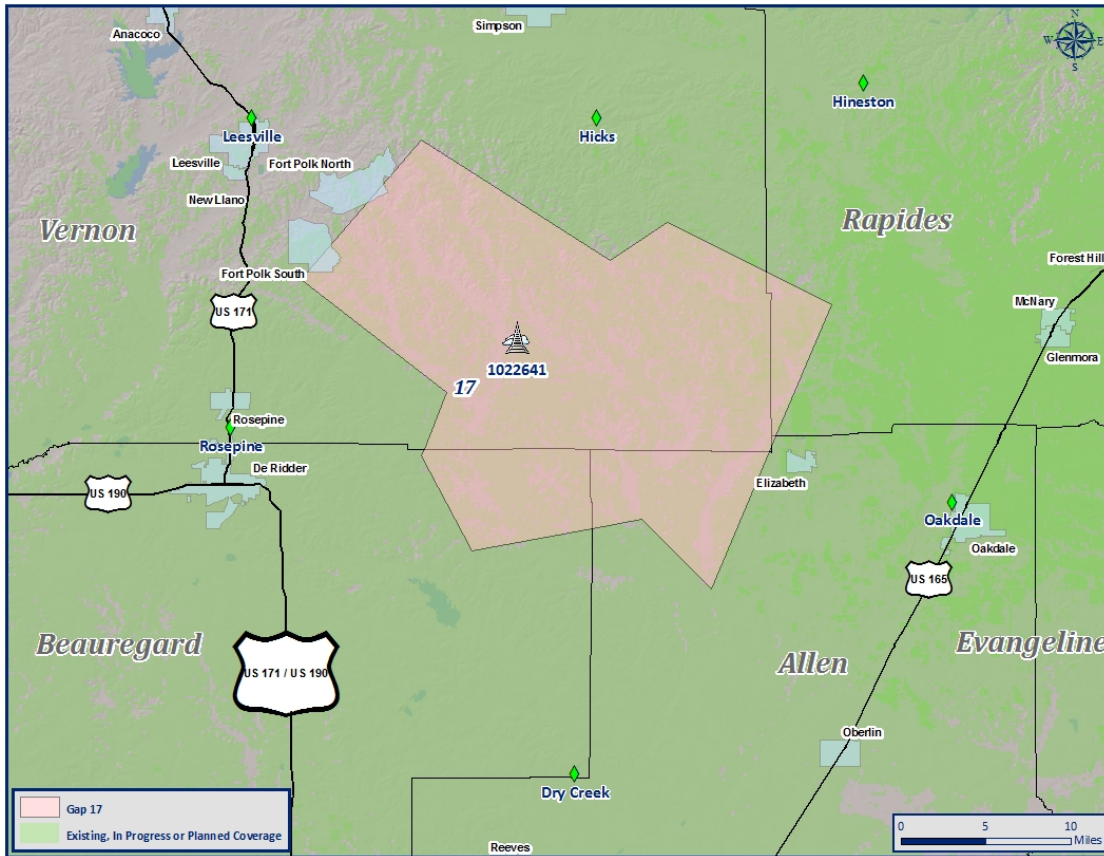 Anacoco
Simpson
N
W E
S
Hineston
Leesville
Hicks
Leesville
Fort Polk North
New Llano
Vernon
Rapides
Forest Hill
Fort Polk South
US 171
McNary
Glenmora
1022641
17
Rosepine
Rosepine
De Ridder
US 190
Elizabeth
Oakdale
Oakdale
US 165
Beauregard
Allen
Evangeline
US 171 / US 190
Oberlin
Dry Creek
Reeves
Gap 17
Existing, In Progress or Planned Coverage
0 5 10
Miles